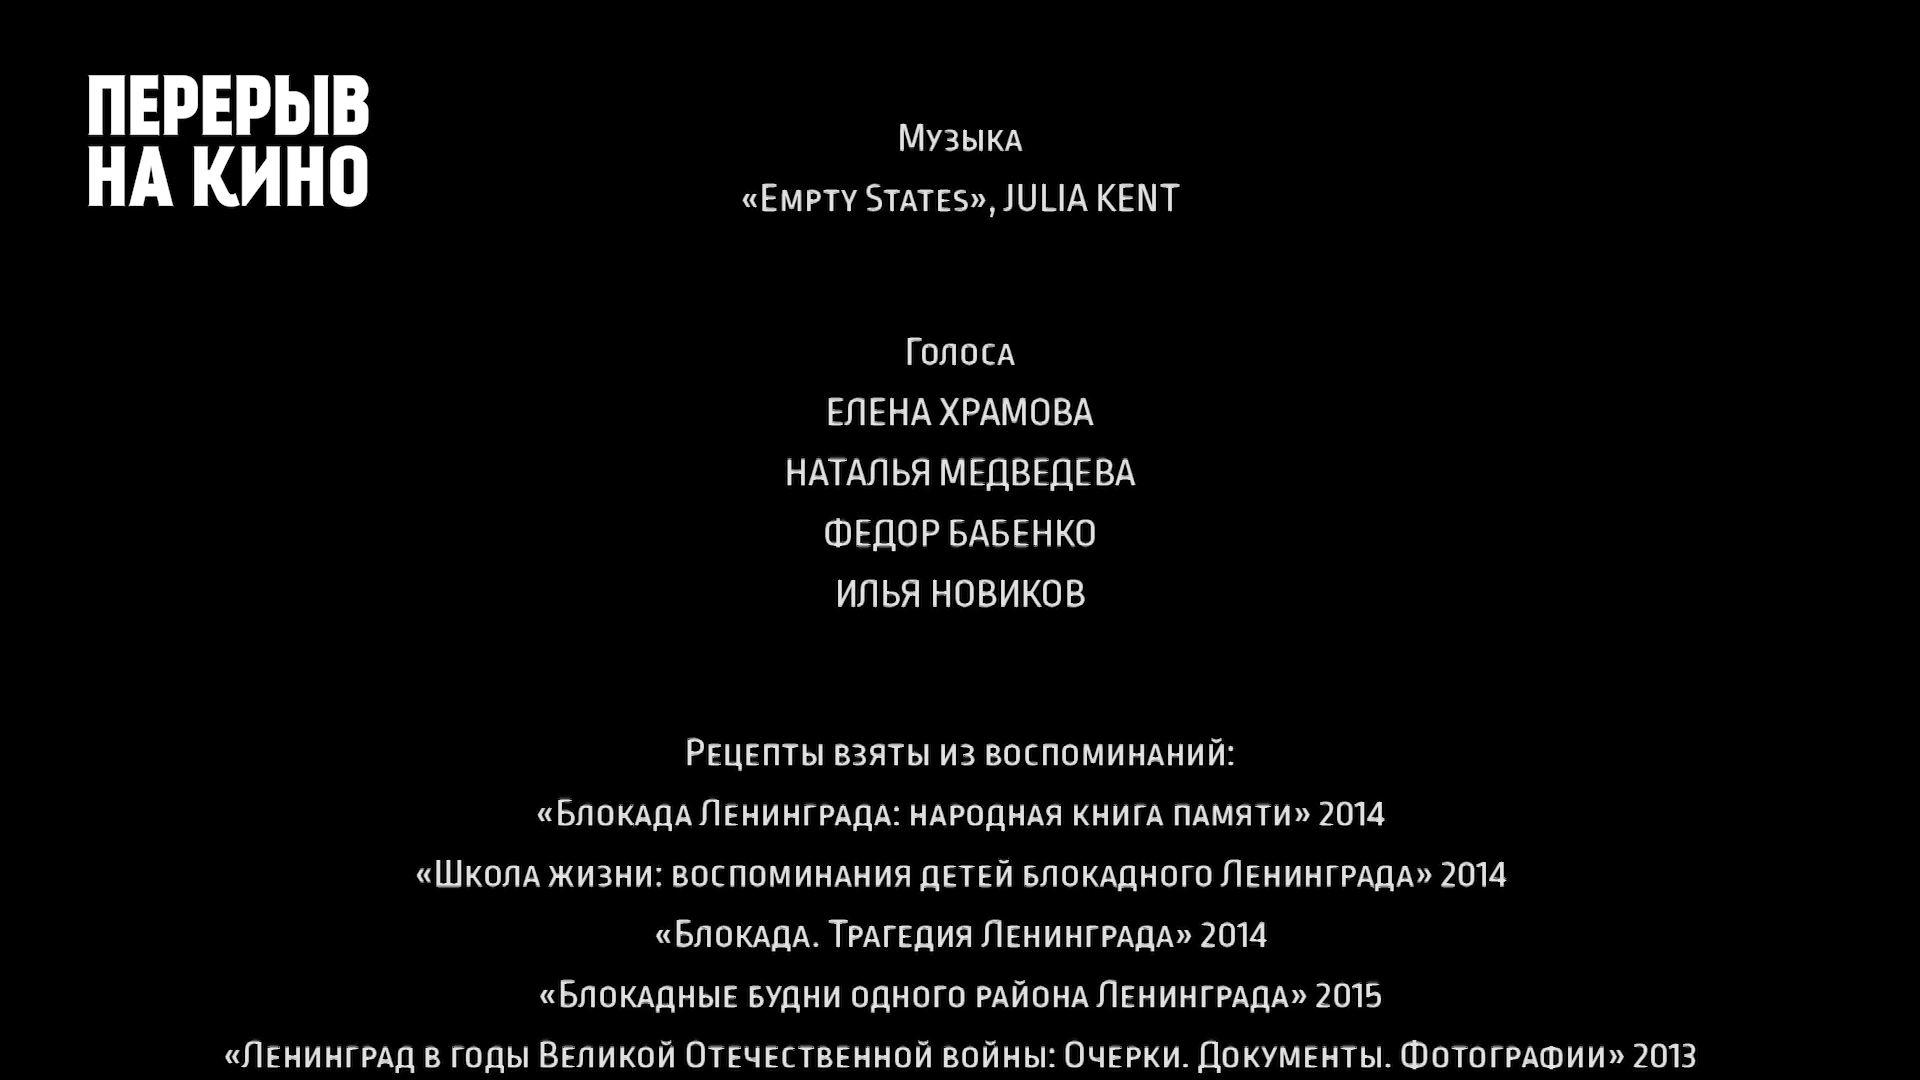 ПЕРЕРЫВ
НА КИНО
Музыка
«Empty States», JULIA KENT
Голоса
ЕЛЕНА ХРАМОВА
НАТАЛЬЯ МЕДВЕДЕВА
ФЕДОР БАБЕНКО
ИЛЬЯ НОВИКОВ
Рецепты взяты из воспоминаний:
«Блокада Ленинграда: народная книга памяти» 2014
«Школа жизни: воспоминания детей блокадного Ленинграда» 2014
«Блокада. Трагедия Ленинграда» 2014
«Блокадные будни одного района Ленинграда» 2015
«Ленинград в годы Великой Отечественной войны: Очерки. Документы. Фотографии» 2013